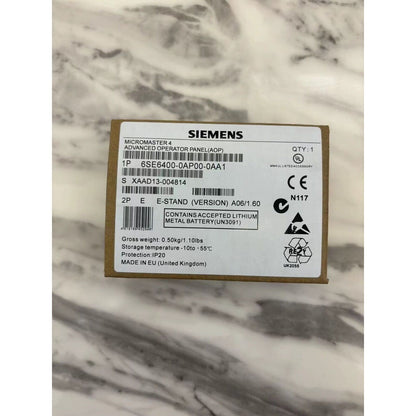 SIEMENS
MICROMASTER 4
ADVANCED OPERATOR PANEL(AOP)
QTY:1
1P 6SE6400-0AP00-0AA1
S XAAD13-004814
2P E E-STAND (VERSION) A06/1.60
N117
CONTAINS ACCEPTED LITHIUM
METAL BATTERY(UN3091)
Gross weight: 0.50kg/1.10lbs
Storage temperature -10to +55°C
Protection:IP20
MADE IN EU (United Kingdom)
UK2055